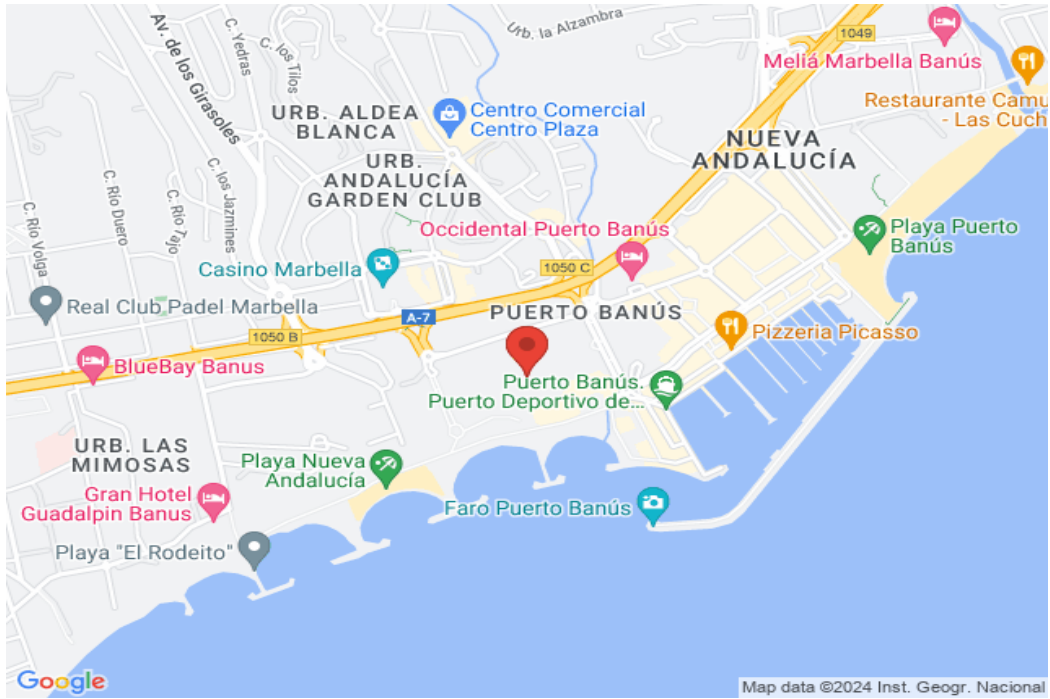 Urb. la Alzambra
1049
Meliá Marbella Banús
Av. de los Girasoles
C. Yedras
C. los Tilos
URB. ALDEA
BLANCA
Centro Comercial
Centro Plaza
Restaurante Camu
- Las Cuch
NUEVA
ANDALUCÍA
URB.
ANDALUCÍA
GARDEN CLUB
C. Río Volga
C. Río Duero
C. Río Tajo
C. los Jazmines
Occidental Puerto Banús
Playa Puerto
Banús
Casino Marbella
1050 C
Real Club Padel Marbella
A-7
PUERTO BANÚS
Pizzeria Picasso
1050 B
BlueBay Banus
Puerto Banús.
Puerto Deportivo de...
URB. LAS
MIMOSAS
Playa Nueva
Andalucía
Gran Hotel
Guadalpin Banus
Faro Puerto Banús
Playa "El Rodeito"
Google
Map data ©2024 Inst. Geogr. Nacional